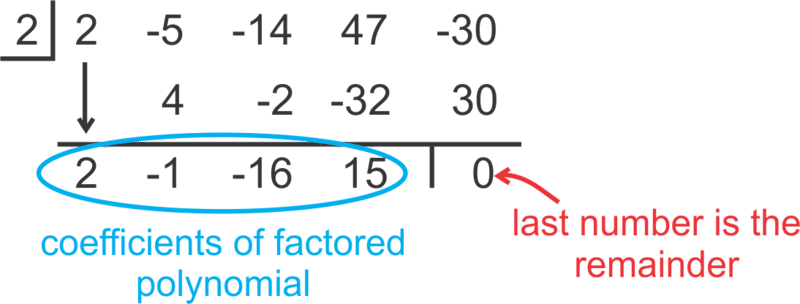 2 2 -5 -14 47 -30
4 -2 -32 30
2 -1 -16 15 0
coefficients of factored
polynomial
last number is the
remainder